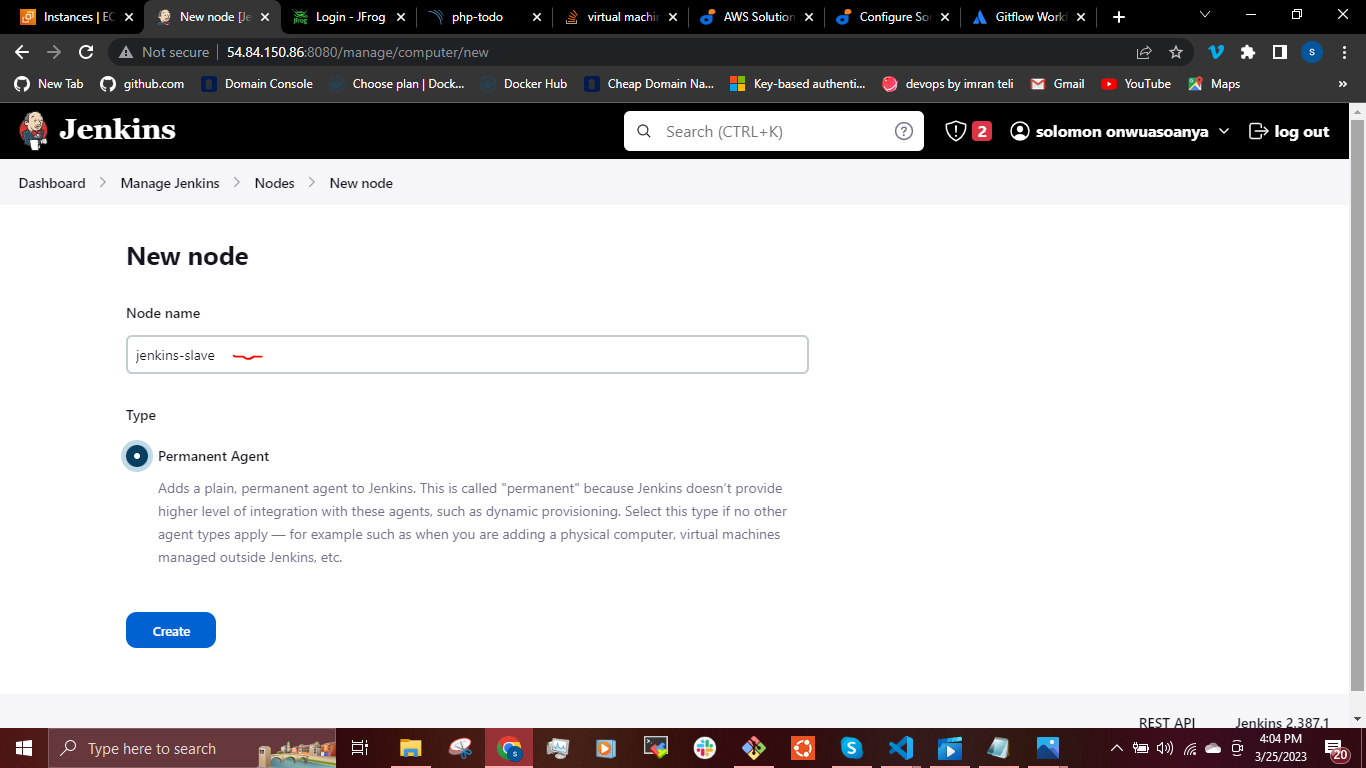 Instances | EC
New node [Je
Login - JFrog
php-todo
virtual machin
AWS Solution
Configure Son
Gitflow Workf
Not secure
54.84.150.86:8080/manage/computer/new
S
New Tab
github.com
Domain Console
Choose plan | Dock...
Docker Hub
Cheap Domain Na...
Key-based authenti...
devops by imran teli
Gmail
YouTube
Maps
»
Jenkins
Search (CTRL+K)
2
solomon onwuasoanya
log out
Dashboard
Manage Jenkins
Nodes
New node
New node
Node name
jenkins-slave
Type
Permanent Agent
Adds a plain, permanent agent to Jenkins. This is called "permanent" because Jenkins doesn’t provide
higher level of integration with these agents, such as dynamic provisioning. Select this type if no other
agent types apply — for example such as when you are adding a physical computer, virtual machines
managed outside Jenkins, etc.
Create
REST API
Jenkins 2.387.1
Type here to search
4:04 PM
3/25/2023
20